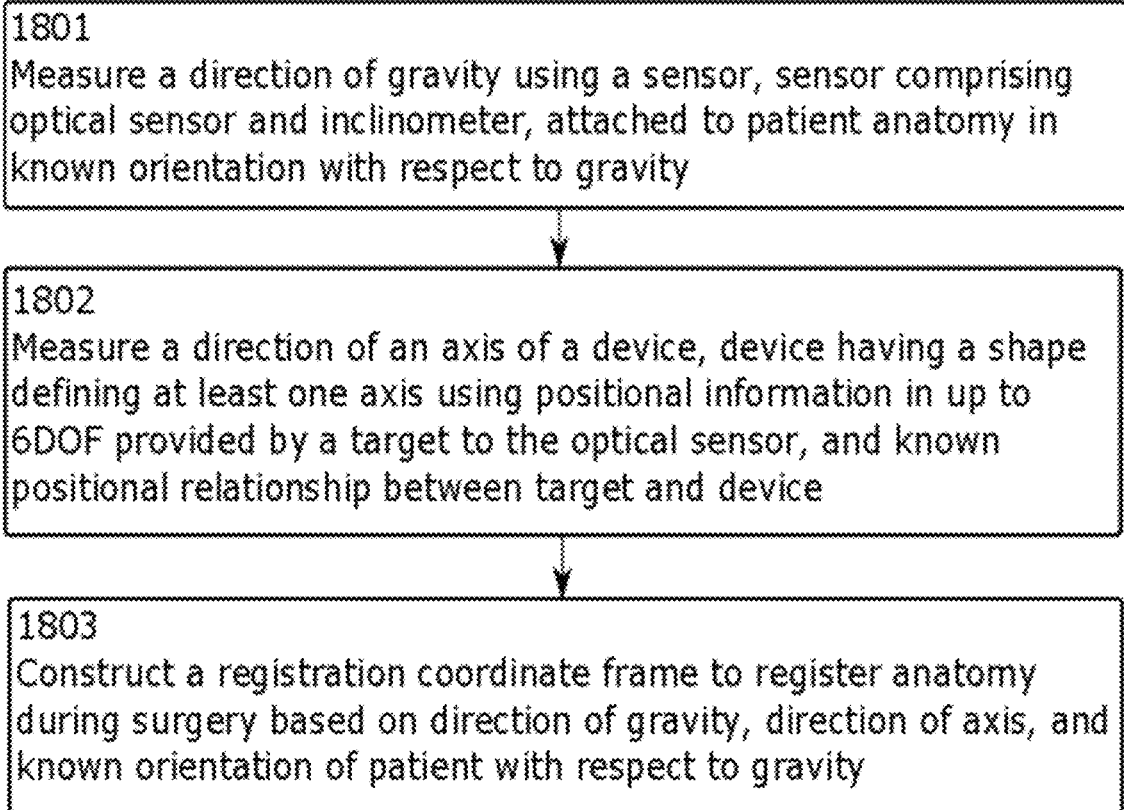 1801
Measure a direction of gravity using a sensor, sensor comprising
optical sensor and inclinometer, attached to patient anatomy in
known orientation with respect to gravity
1802
Measure a direction of an axis of a device, device having a shape
defining at least one axis using positional information in up to
6DOF provided by a target to the optical sensor, and known
positional relationship between target and device
1803
Construct a registration coordinate frame to register anatomy
during surgery based on direction of gravity, direction of axis, and
known orientation of patient with respect to gravity